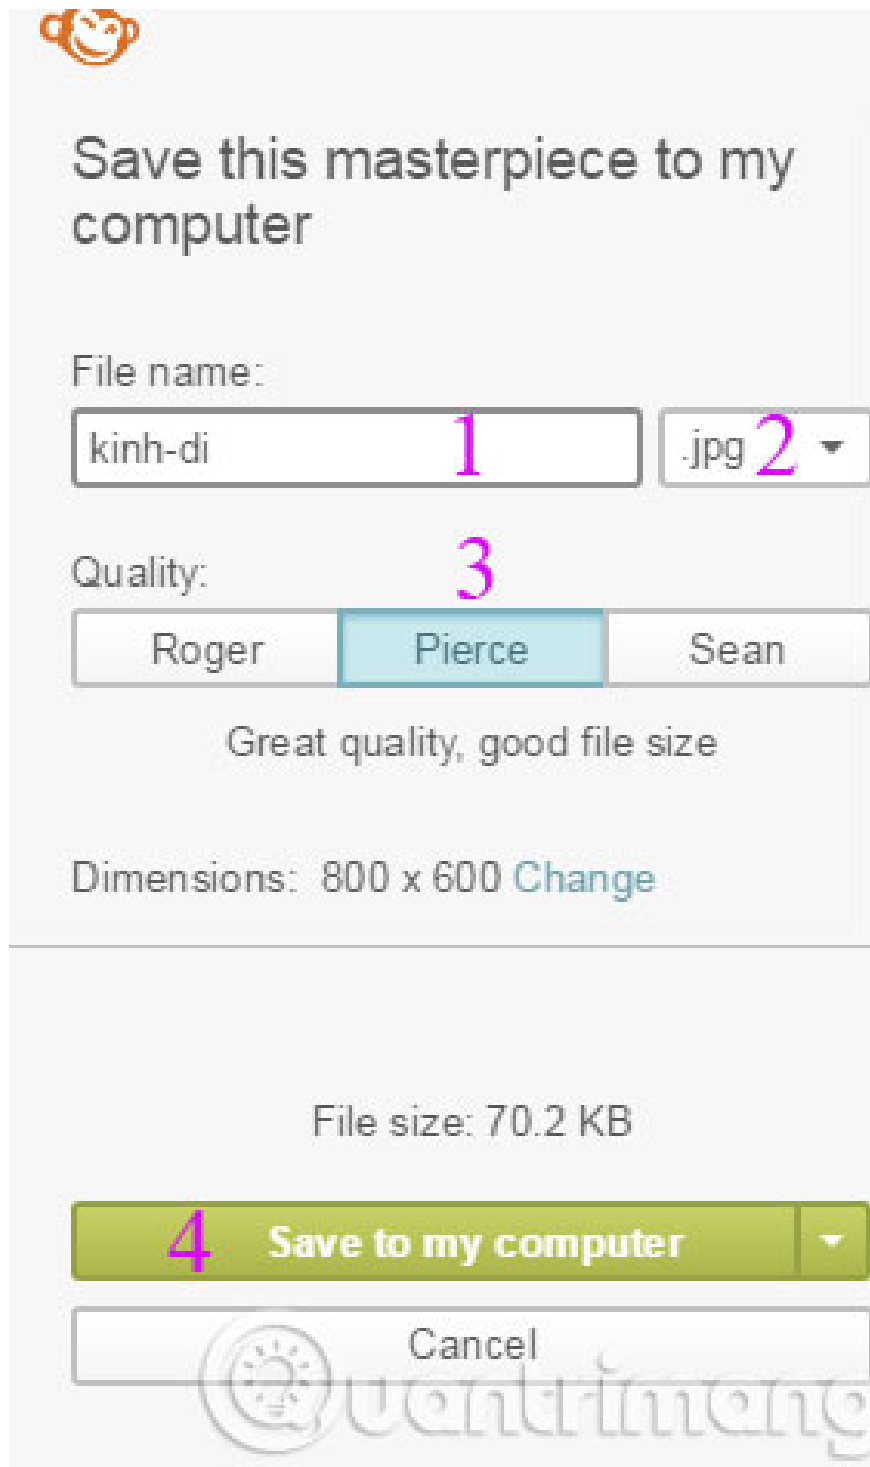 Save this masterpiece to my
computer
File name:
kinh-di 1 .jpg 2
Quality: 3
Roger Pierce Sean
Great quality, good file size
Dimensions: 800 x 600 Change
File size: 70.2 KB
4 Save to my computer
Cancel
Quantrimang